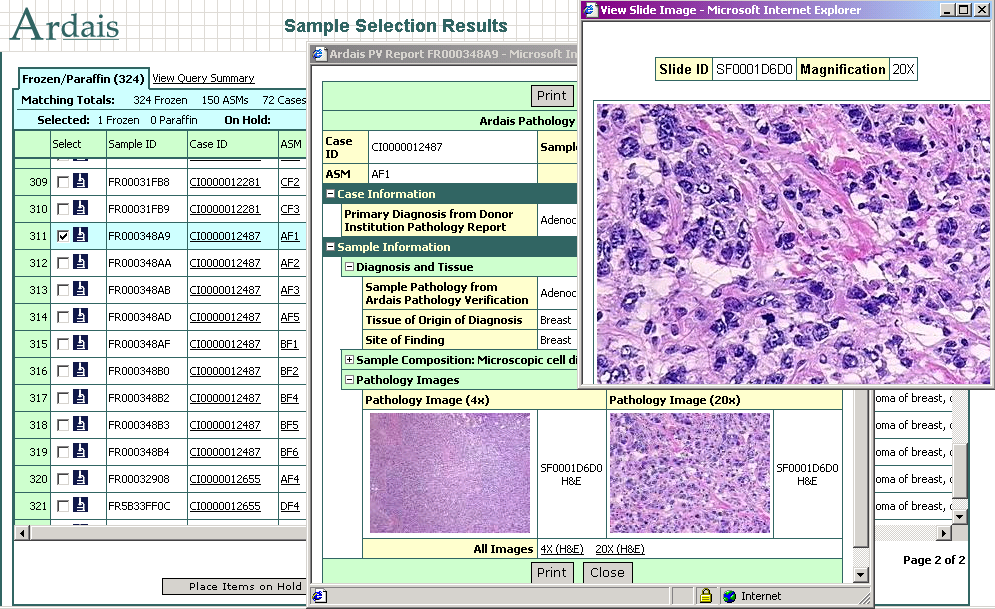 Ardais
Sample Selection Results
Frozen/Paraffin (324) View Query Summary
Matching Totals: 324 Frozen 150 ASMs 72 Cases
Selected: 1 Frozen 0 Paraffin On Hold:
Select Sample ID Case ID ASM
309 FR00031FB8 CI0000012281 CF2
310 FR00031FB9 CI0000012281 CF3
311 FR000348A9 CI0000012487 AF1
312 FR000348AA CI0000012487 AF2
313 FR000348AB CI0000012487 AF3
314 FR000348AD CI0000012487 AF5
315 FR000348AF CI0000012487 BF1
316 FR000348B0 CI0000012487 BF2
317 FR000348B2 CI0000012487 BF4
318 FR000348B3 CI0000012487 BF5
319 FR000348B4 CI0000012487 BF6
320 FR00032908 CI0000012655 AF4
321 FR5B33FF0C CI0000012655 DF4
Place Items on Hold
Ardais PV Report FR000348A9 - Microsoft In
Print
Ardais Pathology
Case ID CI0000012487 Sample
ASM AF1
Case Information
Primary Diagnosis from Donor
Institution Pathology Report Adenoc
Sample Information
Diagnosis and Tissue
Sample Pathology from
Ardais Pathology Verification Adenoc
Tissue of Origin of Diagnosis Breast
Site of Finding Breast
Sample Composition: Microscopic cell di
Pathology Images
Pathology Image (4x) Pathology Image (20x)
SF0001D6D0
H&E
SF0001D6D0
H&E
All Images 4X (H&E) 20X (H&E)
Print Close
Internet
View Slide Image - Microsoft Internet Explorer
Slide ID SF0001D6D0 Magnification 20X
oma of breast, d
oma of breast, d
oma of breast, d
oma of breast, d
oma of breast, d
Page 2 of 2